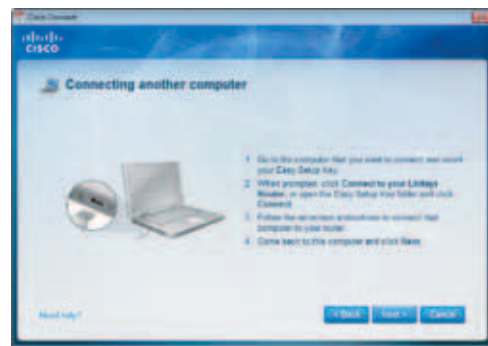 Cisco Connect
CISCO
Connecting another computer
1 Go to the computer that you want to connect and insert
your Easy Setup Key.
2 When prompted, click Connect to your Linksys
Router, or open the Easy Setup Key folder and click
Connect.
3 Follow the on-screen instructions to connect that
computer to your router.
4 Come back to this computer and click Next.
Need help?
Back
Next
Cancel